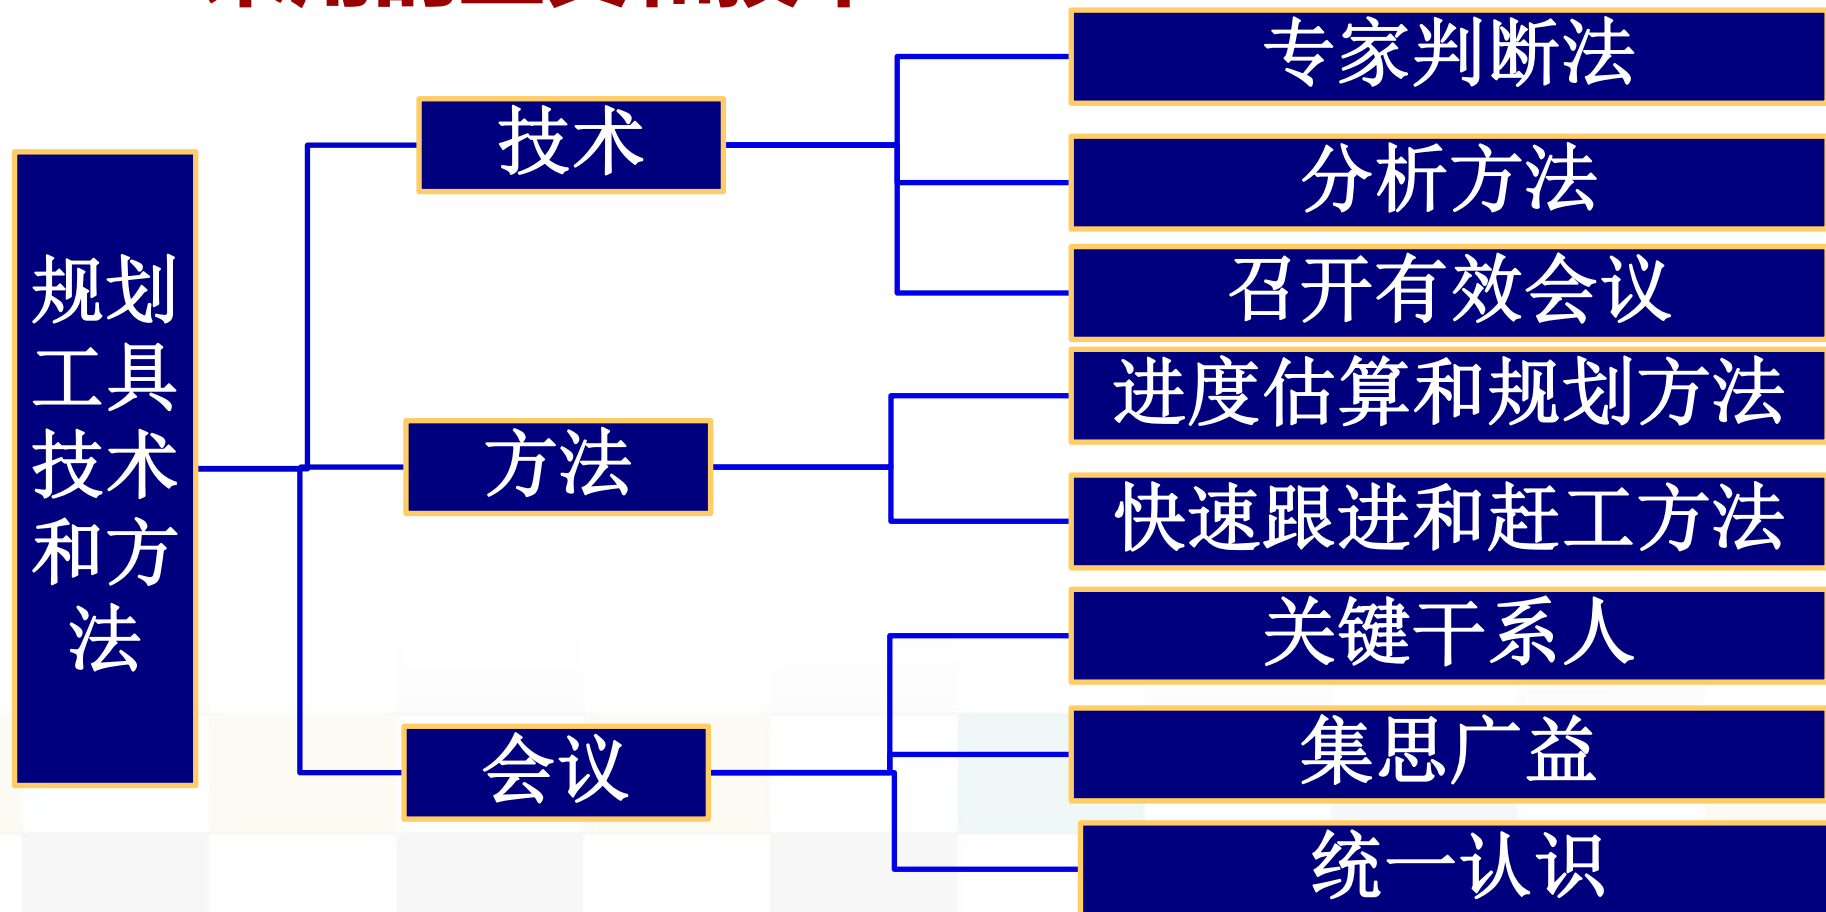 规划
工具
技术
和方
法
技术
专家判断法
分析方法
召开有效会议
方法
进度估算和规划方法
快速跟进和赶工方法
会议
关键干系人
集思广益
统一认识